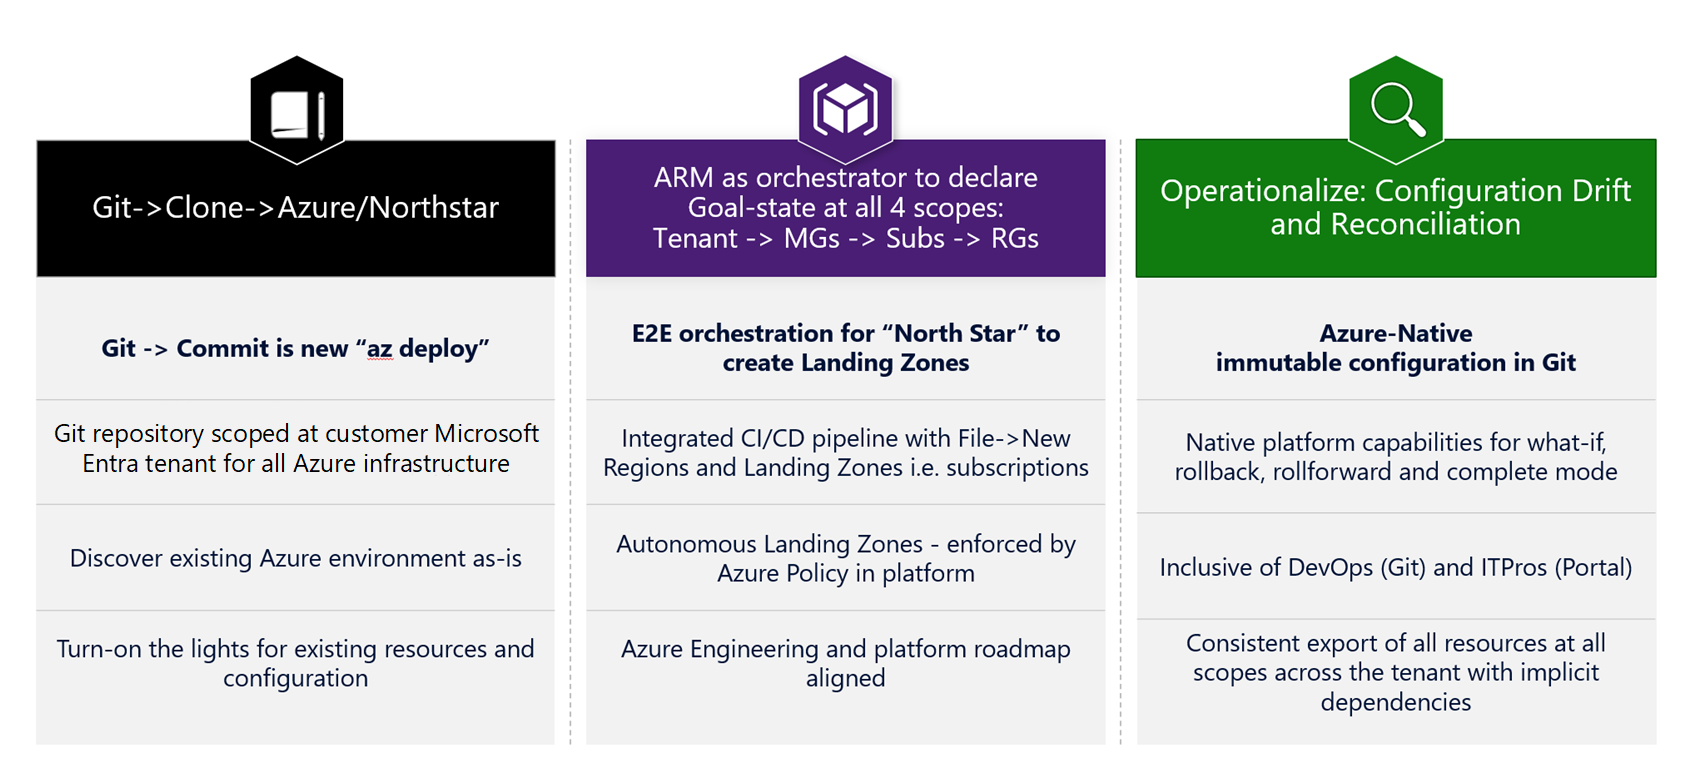 Git->Clone->Azure/Northstar
Git -> Commit is new “az deploy”
Git repository scoped at customer Microsoft
Entra tenant for all Azure infrastructure
Discover existing Azure environment as-is
Turn-on the lights for existing resources and
configuration
ARM as orchestrator to declare
Goal-state at all 4 scopes:
Tenant -> MGs -> Subs -> RGs
E2E orchestration for “North Star” to
create Landing Zones
Integrated CI/CD pipeline with File->New
Regions and Landing Zones i.e. subscriptions
Autonomous Landing Zones - enforced by
Azure Policy in platform
Azure Engineering and platform roadmap
aligned
Operationalize: Configuration Drift
and Reconciliation
Azure-Native
immutable configuration in Git
Native platform capabilities for what-if,
rollback, rollforward and complete mode
Inclusive of DevOps (Git) and ITPros (Portal)
Consistent export of all resources at all
scopes across the tenant with implicit
dependencies